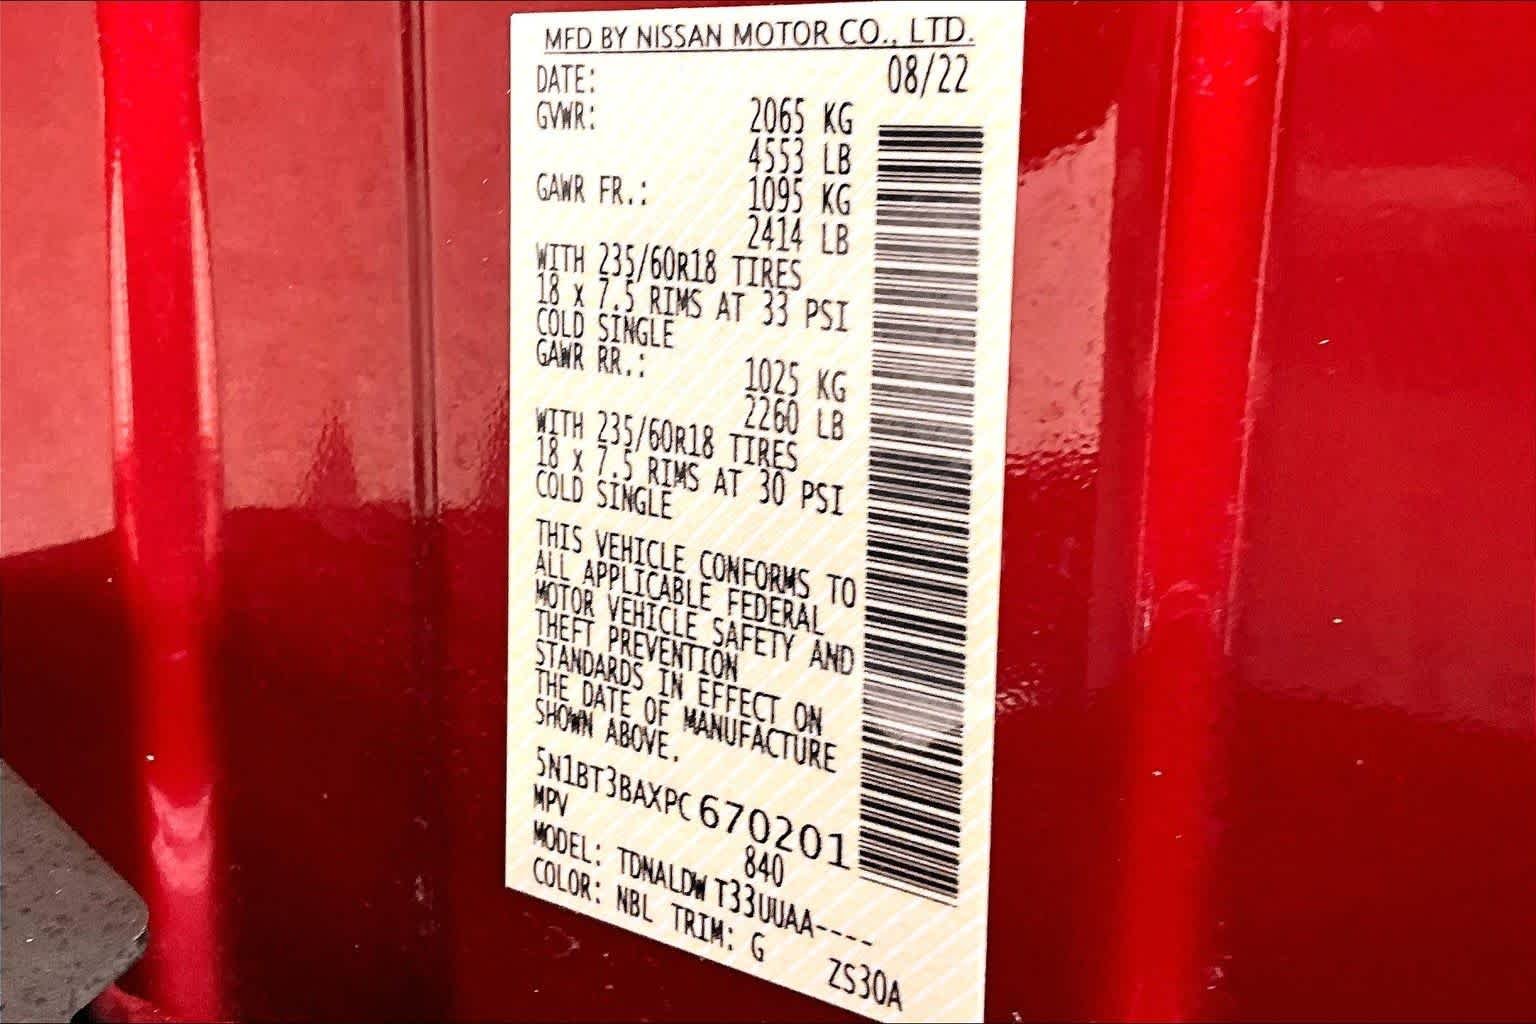 MFD BY NISSAN MOTOR CO., LTD.
DATE: 08/22
GVWR: 2065 KG
4553 LB
GAWR FR.: 1095 KG
2414 LB
WITH 235/60R18 TIRES
18 x 7.5 RIMS AT 33 PSI
COLD SINGLE
GAWR RR.: 1025 KG
2260 LB
WITH 235/60R18 TIRES
18 x 7.5 RIMS AT 30 PSI
COLD SINGLE
THIS VEHICLE CONFORMS TO
ALL APPLICABLE FEDERAL
MOTOR VEHICLE SAFETY AND
THEFT PREVENTION
STANDARDS IN EFFECT ON
THE DATE OF MANUFACTURE
SHOWN ABOVE.
5N1BT3BAXPC670201
MPV 840
MODEL: TDNALDW T33UUAA----
COLOR: NBL TRIM: G ZS30A